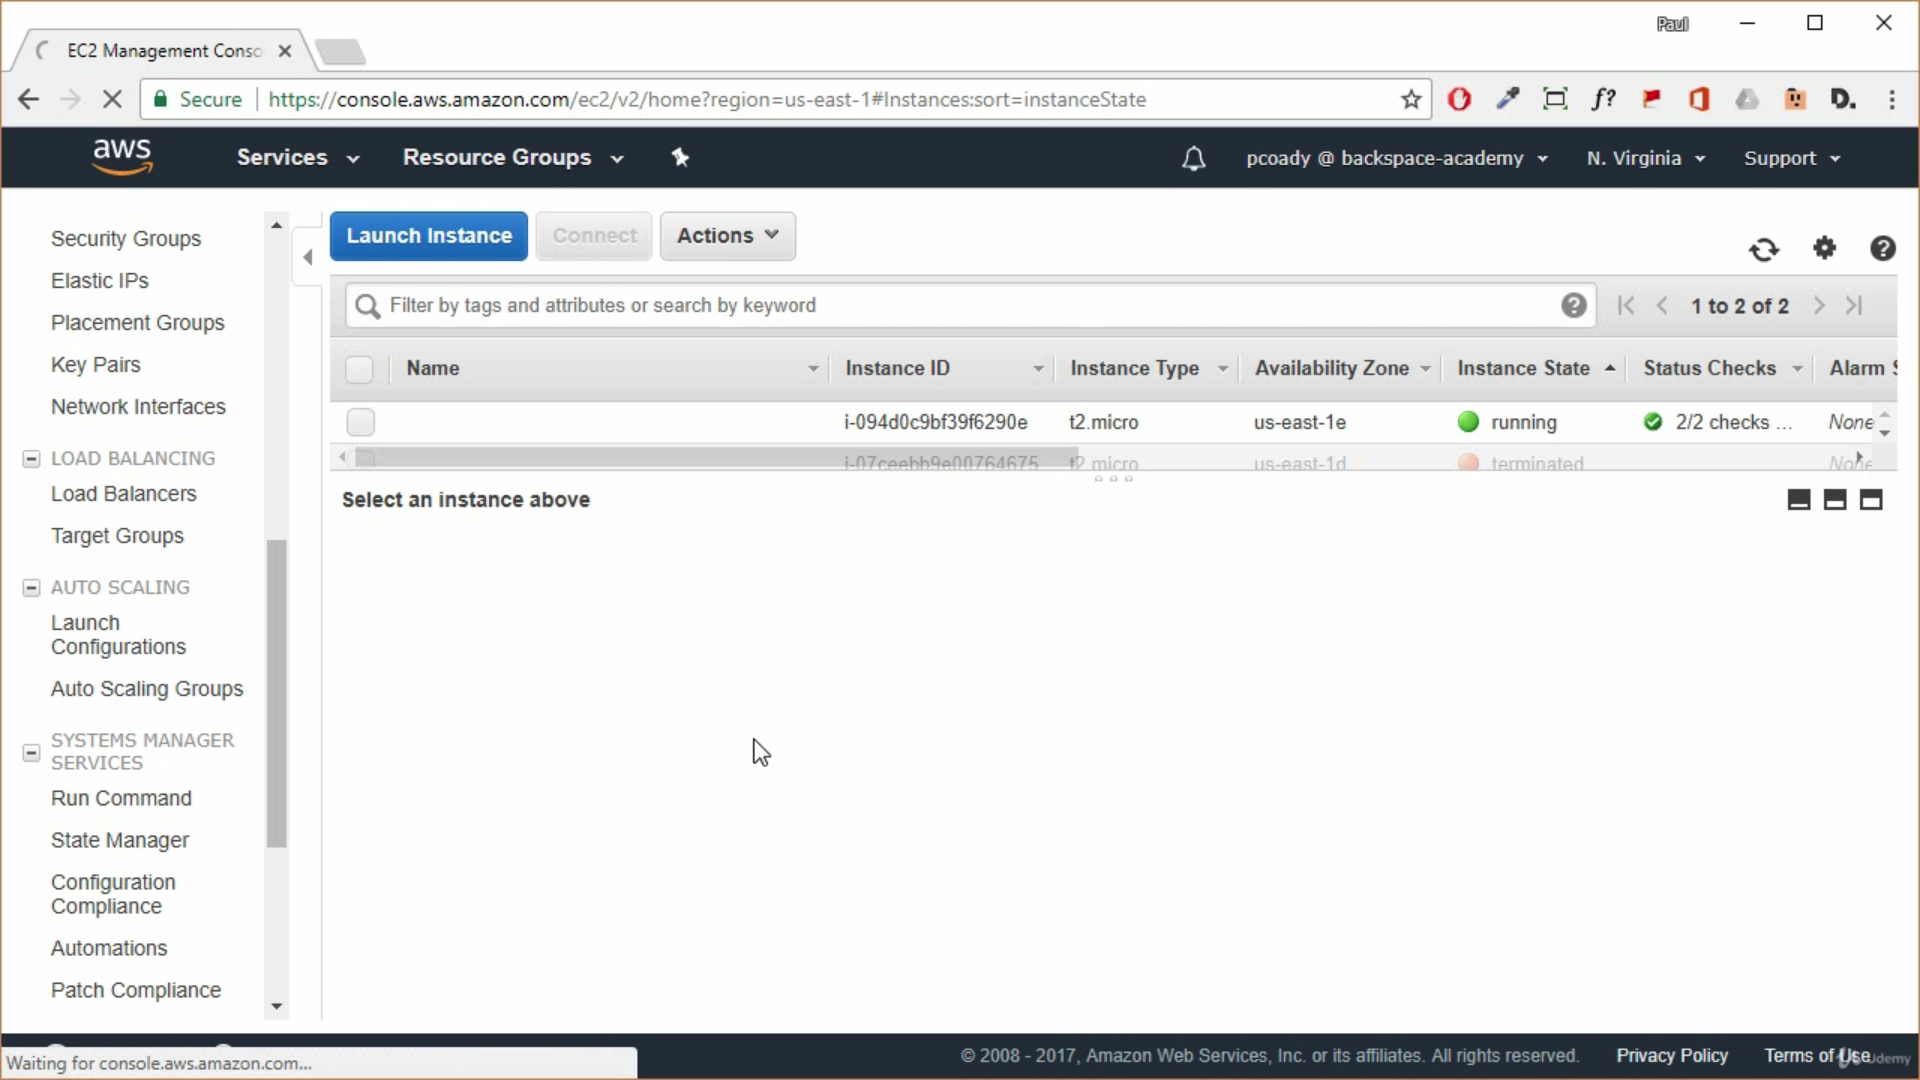 Paul
EC2 Management Conso
Secure https://console.aws.amazon.com/ec2/v2/home?region=us-east-1#Instances:sort=instanceState
f?
D.
aws Services Resource Groups pcoady @ backspace-academy N. Virginia Support
Security Groups
Elastic IPs
Placement Groups
Key Pairs
Network Interfaces
LOAD BALANCING
Load Balancers
Target Groups
AUTO SCALING
Launch
Configurations
Auto Scaling Groups
SYSTEMS MANAGER
SERVICES
Run Command
State Manager
Configuration
Compliance
Automations
Patch Compliance
Launch Instance Connect Actions
Filter by tags and attributes or search by keyword 1 to 2 of 2
Name Instance ID Instance Type Availability Zone Instance State Status Checks Alarm S
i-094d0c9bf39f6290e t2.micro us-east-1e running 2/2 checks ... None
i-07ceebb9e00764675 t2.micro us-east-1d terminated None
Select an instance above
Waiting for console.aws.amazon.com...
© 2008 - 2017, Amazon Web Services, Inc. or its affiliates. All rights reserved. Privacy Policy Terms of Use
Udemy